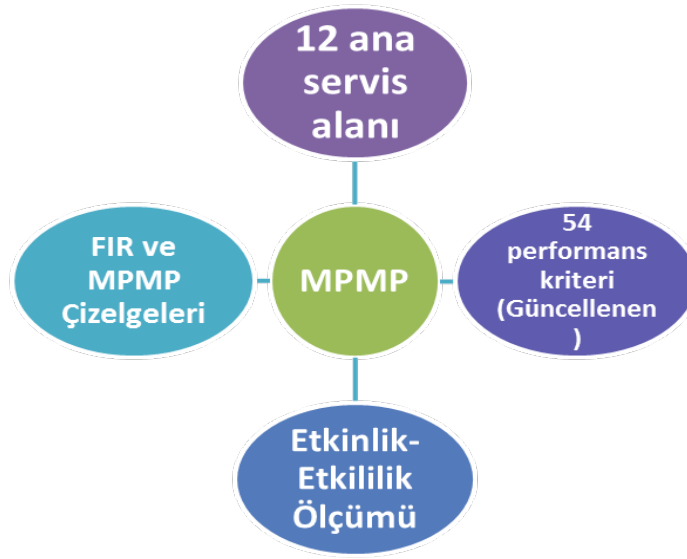 12 ana
servis
alanı
FIR ve
MPMP
Çizelgeleri
MPMP
54
performans
kriteri
(Güncellenen
)
Etkinlik-
Etkililik
Ölçümü